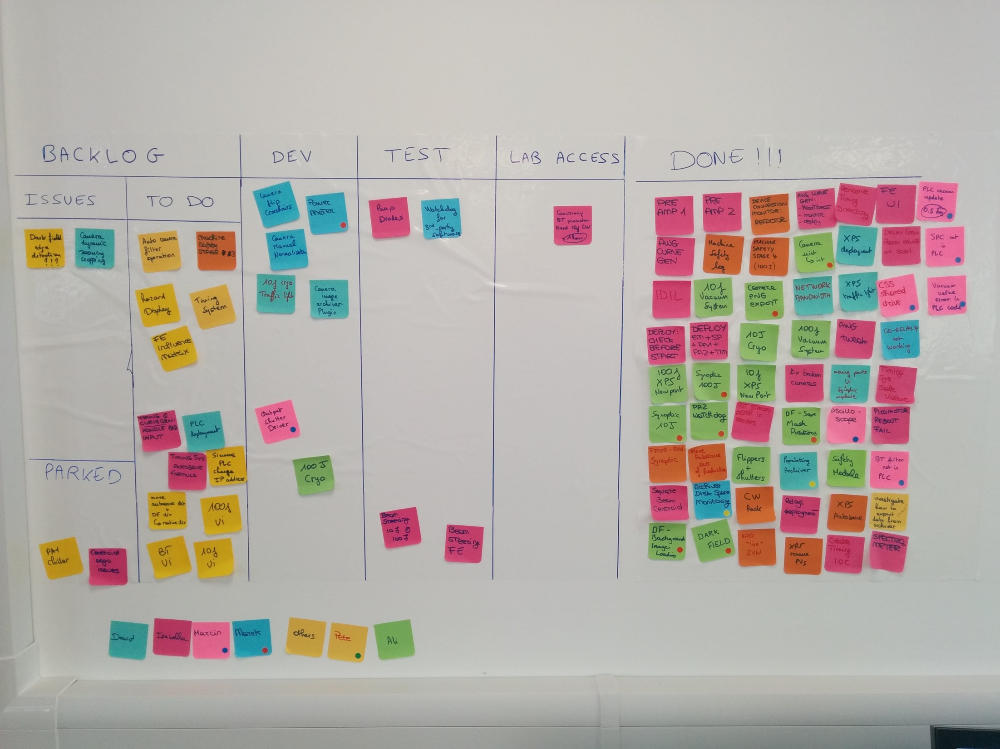 BACKLOG
DEV
TEST
LAB ACCESS
DONE!!!
ISSUES
TO DO
Dark field
edge
detection
???
Camera
dynamic
zooming
Cropping
PARKED
PA1
Chiller
Centroid
algo
issues
Auto camera
filter
operation
Machine
Safety
STAGE 3
hazard
Display
Timing
System
FE
Influence
matrix
TIMING &
CURVE GEN:
HANDLE BAD
INPUT
PLC
deployment
TIMING SYS
AUTOSAVE
FORMULA
Siemens
PLC
change
IP address
move
autosave dir
+
DF dir
to native dir
100J
Ui
BT
Ui
10J
Ui
Camera
flip
Crosshairs
Power
METER
Camera
Manual
Normalisation
10J cryo
Traffic light
Camera
image
archiver
Plugin
Output
Shutter
Driver
100J
Cryo
Pump
Diodes
Watchdog
for
3rd party
Software
Beam
Steering
10J &
100J
Beam
STeering
FE
BT picomotor
Need 10J CW
1 hour
PRE
AMP 1
PRE
AMP 2
DEVICE
CONNECTION
MONITOR:
REFACTOR
AWG CURVE
GEN:
- Heartbeat
- monitor
- deploy
Rename
Timing
Directory
FE
UI
PLC vacuum
update
0.5 day
AWG
CURVE
GEN
Machine
Safety
log
MACHINE
SAFETY
STAGE 4
(100J)
Camera
uint
↳ int
XPS
deployment
DELAY GEN:
READ VALUES
ON SCAN
SPC not
in
PLC
IDIL
10J
Vacuum
System
Camera
PNG
export
NETWORK
BANDWIDTH
XPS
traffic light
CSS
shared
drive
Vacuum
valve
error in
PLC code
DEPLOY:
CHECK
BEFORE
START
DEPLOY
EM+SP
+ PA1+
PA2+TIM
10J
Cryo
100J
Vacuum
System
AWG
tweak
CO-RELAY-4
not
working
100J
XPS
Newport
Synoptic
100J
10J
XPS
New Port
fix broken
cameras
moving parts
Ui
+
Synoptic
update
Timing
Sys:
Safe
Value
Synoptic
10J
PA2
WATCHdog
PUT STREAM
in
servers
DF - Save
Mask
Positions
OSCILLO-
SCOPE
PICOMOTOR
REBOOT
FAIL
Front-End
Synoptic
Move
Autosave
OUT
of Production
Flippers
+
Shutters
Populating
Archiver
Safety
Module
BT filter
not in
PLC
Square
Beam
Centroid
Archiver
Disk Space
monitoring
CW
Rack
Relays
deployment
XPS
Autosave
investigate
how to
export
data from
archiver
DF-
Background
Image
Loading
DARK
FIELD
ADD
"live"
SVN
XPS
rename
PVs
Create
Timing
IOC
SPECTRO
METER
David
Isabella
Marcin
Marek
others
Pete
Ali